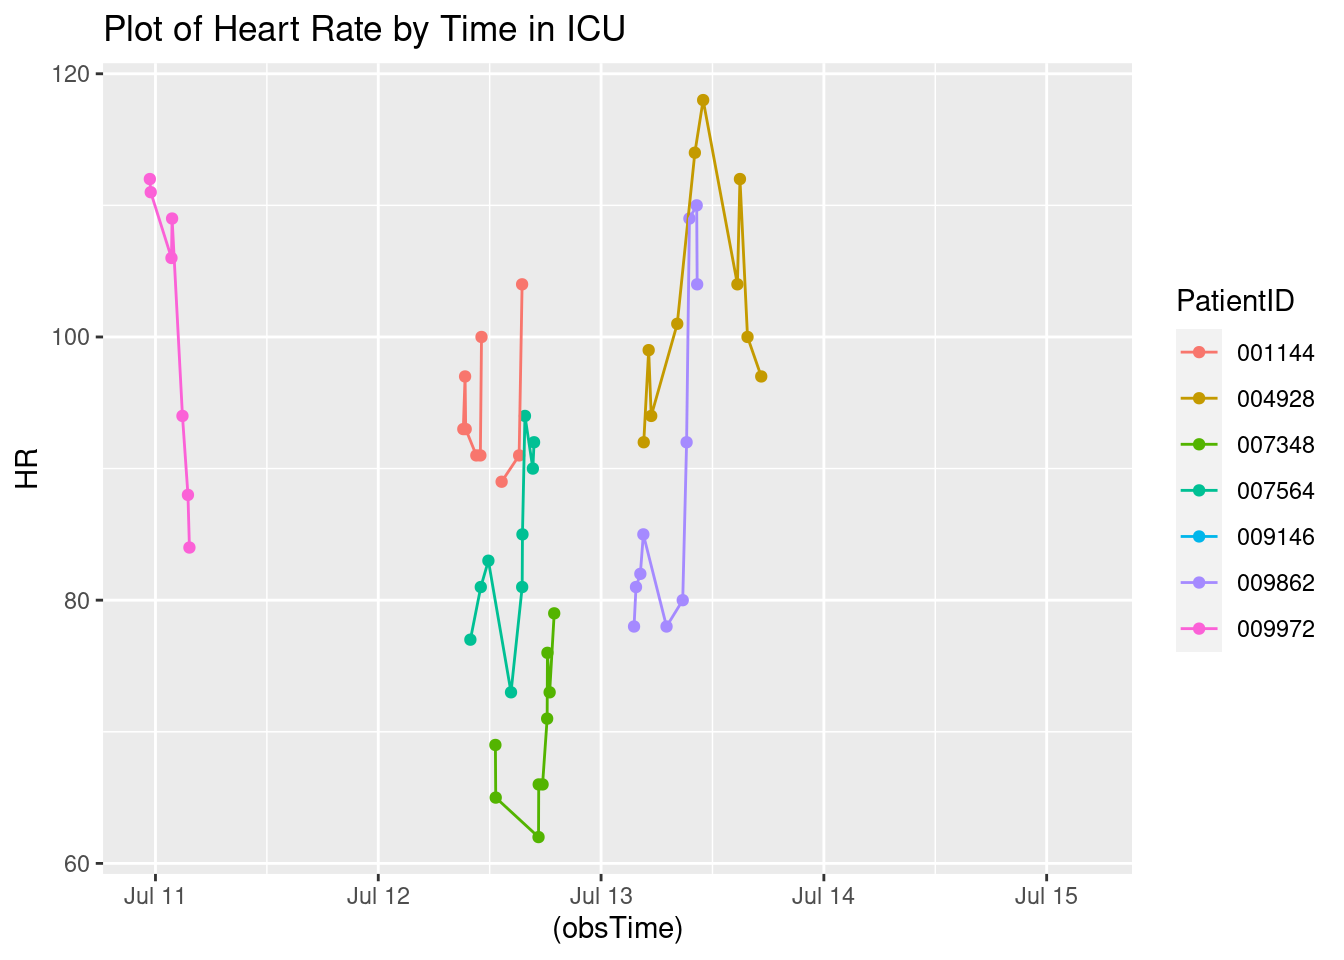 Plot of Heart Rate by Time in ICU
120
100
80
60
HR
Jul 11
Jul 12
Jul 13
Jul 14
Jul 15
(obsTime)
PatientID
001144
004928
007348
007564
009146
009862
009972